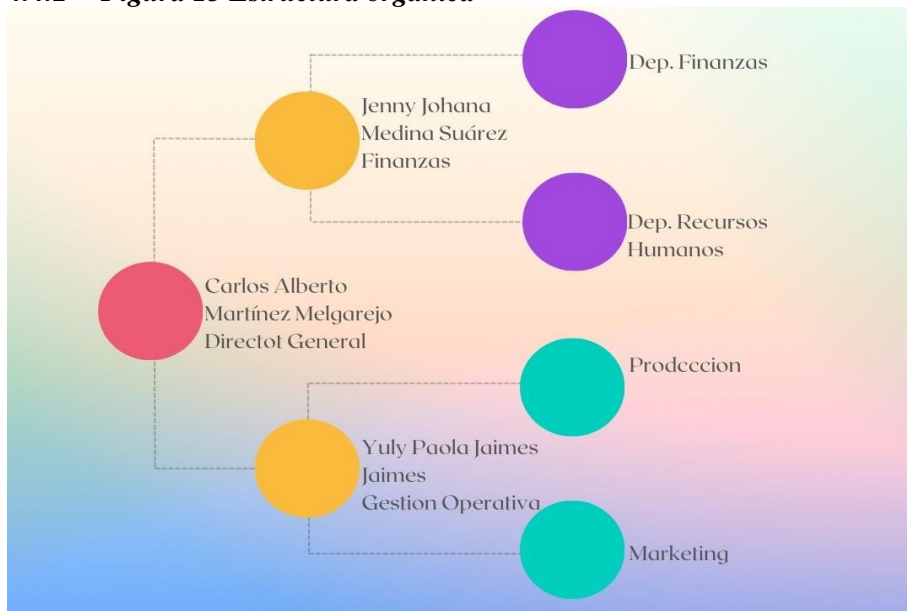 Dep. Finanzas
Jenny Johana
Medina Suárez
Finanzas
Dep. Recursos
Humanos
Carlos Alberto
Martínez Melgarejo
Directot General
Prodcccion
Yuly Paola Jaimes
Jaimes
Gestion Operativa
Marketing